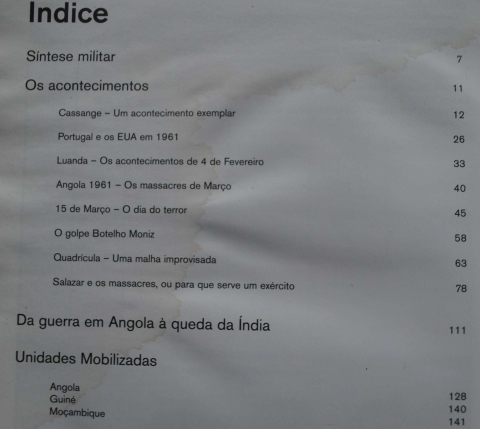 Indice
Síntese militar 7
Os acontecimentos 11
Cassange – Um acontecimento exemplar 12
Portugal e os EUA em 1961 26
Luanda – Os acontecimentos de 4 de Fevereiro 33
Angola 1961 – Os massacres de Março 40
15 de Março – O dia do terror 45
O golpe Botelho Moniz 58
Quadrícula – Uma malha improvisada 63
Salazar e os massacres, ou para que serve um exército 78
Da guerra em Angola à queda da Índia 111
Unidades Mobilizadas
Angola 128
Guiné 140
Moçambique 141